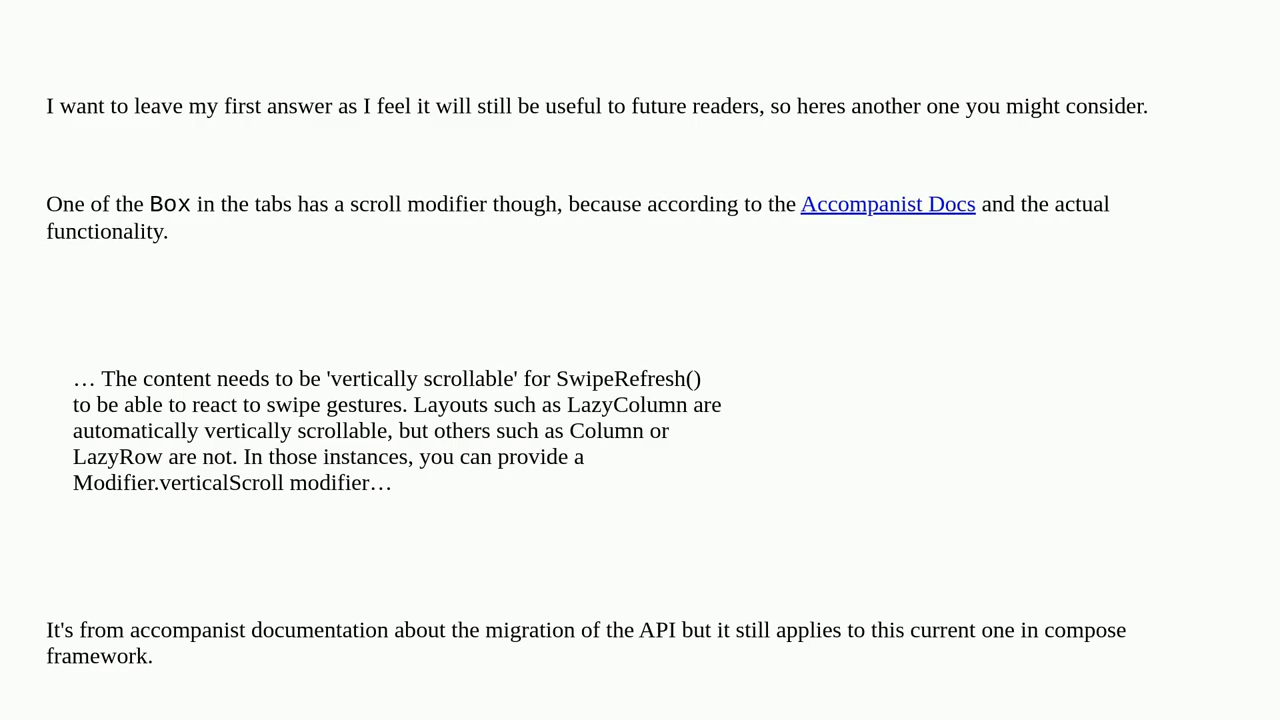 I want to leave my first answer as I feel it will still be useful to future readers, so heres another one you might consider.
One of the Box in the tabs has a scroll modifier though, because according to the Accompanist Docs and the actual
functionality.
… The content needs to be 'vertically scrollable' for SwipeRefresh()
to be able to react to swipe gestures. Layouts such as LazyColumn are
automatically vertically scrollable, but others such as Column or
LazyRow are not. In those instances, you can provide a
Modifier.verticalScroll modifier…
It's from accompanist documentation about the migration of the API but it still applies to this current one in compose
framework.